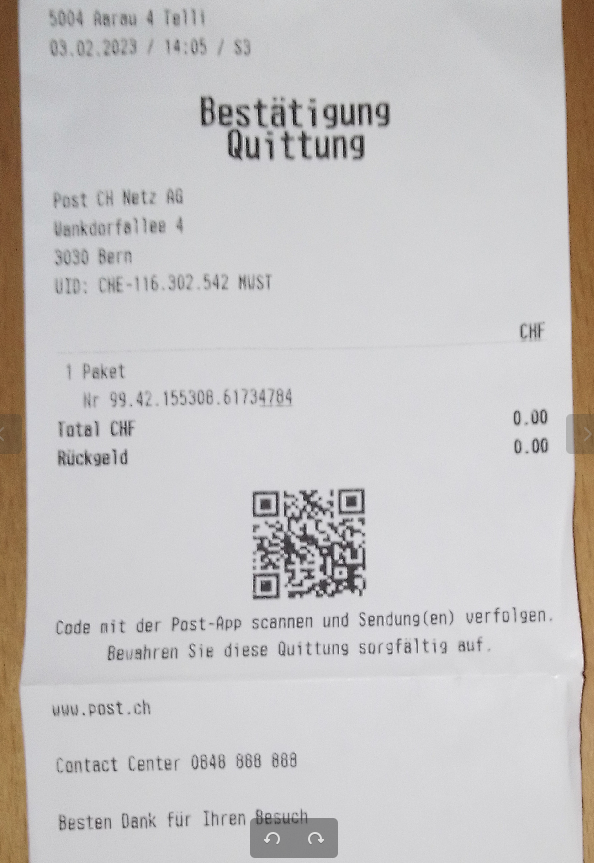 5004 Aarau 4 Telli
03.02.2023 / 14:05 / S3
Bestätigung
Quittung
Post CH Netz AG
Wankdorfallee 4
3030 Bern
UID: CHE-116.302.542 MWST
CHF
1 Paket
Nr 99.42.155308.61734784
Total CHF 0.00
Rückgeld 0.00
Code mit der Post-App scannen und Sendung(en) verfolgen.
Bewahren Sie diese Quittung sorgfältig auf.
www.post.ch
Contact Center 0848 888 888
Besten Dank für Ihren Besuch